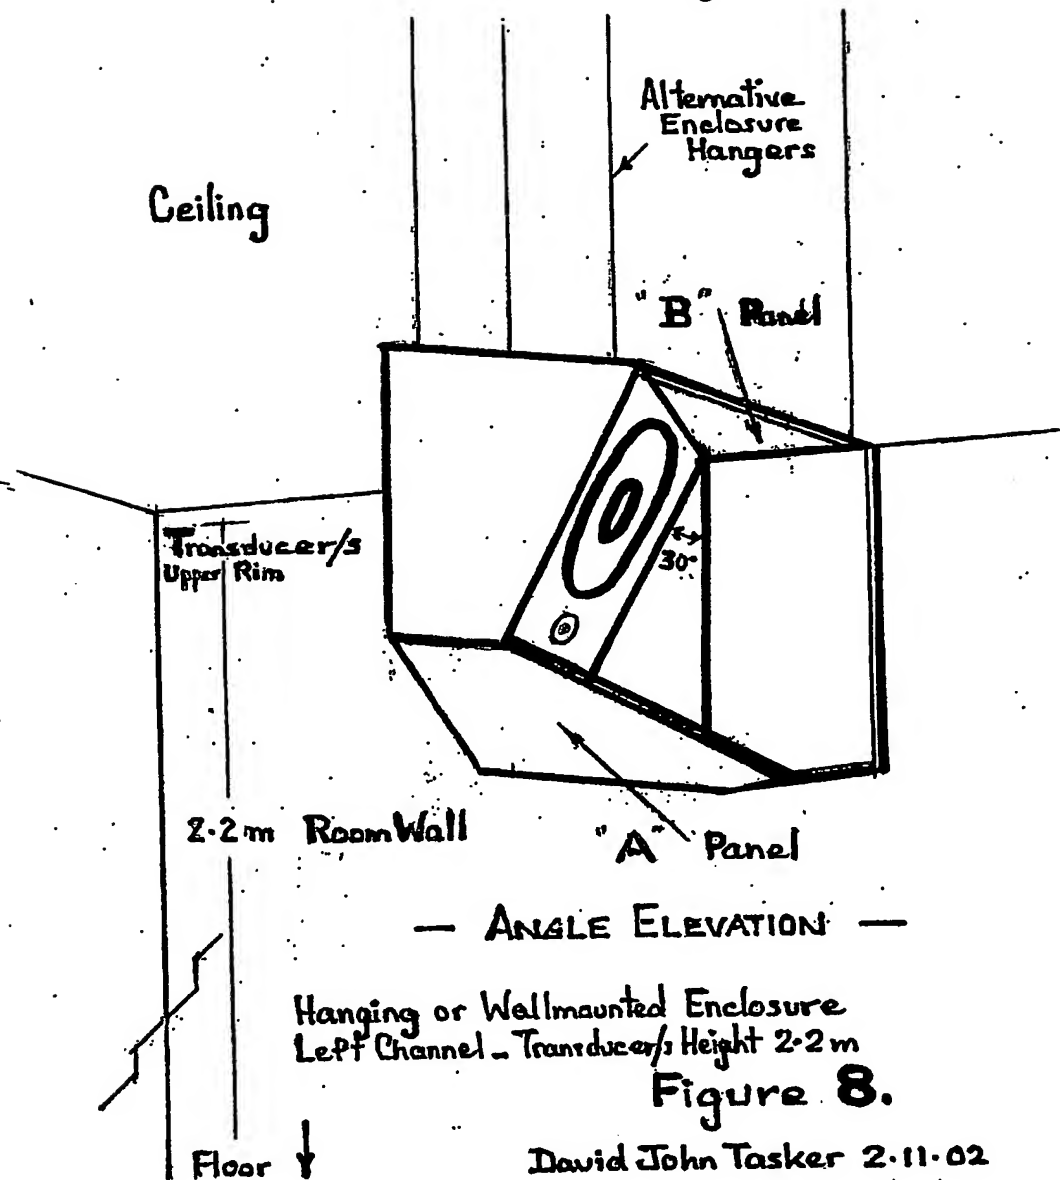 Alternative
Enclosure
Hangers
Ceiling
"B" Panel
Transducer/s
Upper Rim
30°
2·2m Room Wall
"A" Panel
— ANGLE ELEVATION —
Hanging or Wallmounted Enclosure
Left Channel - Transducer/s Height 2·2m
Figure 8.
Floor
David John Tasker 2·11·02